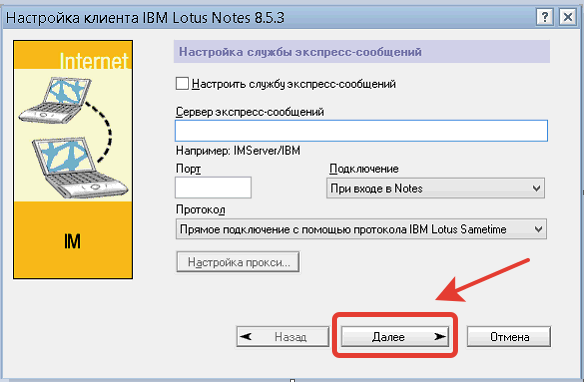 Настройка клиента IBM Lotus Notes 8.5.3
Internet
IM
Настройка службы экспресс-сообщений
Настроить службу экспресс-сообщений
Сервер экспресс-сообщений
Например: IMServer/IBM
Порт Подключение
При входе в Notes
Протокол
Прямое подключение с помощью протокола IBM Lotus Sametime
Настройка прокси...
Назад Далее Отмена